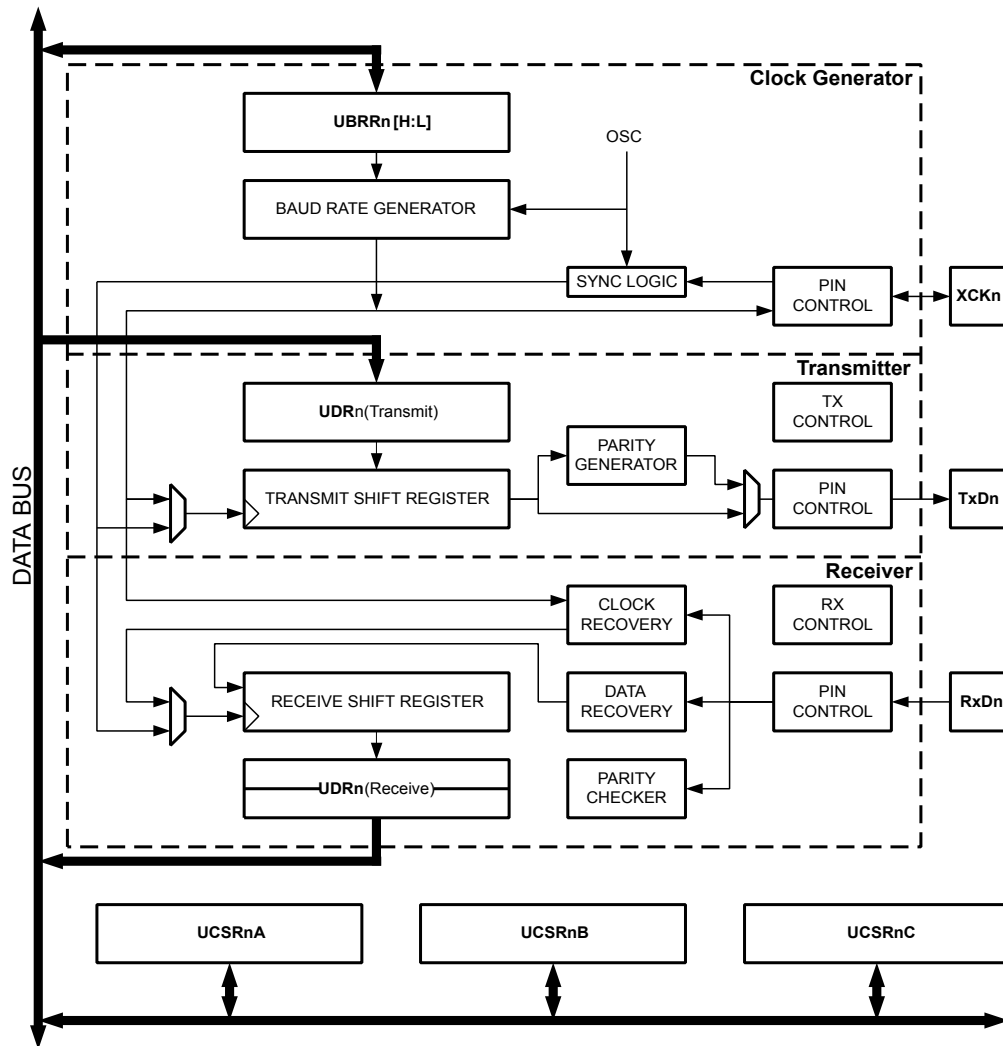 DATA BUS
Clock Generator
UBRRn [H:L]
OSC
BAUD RATE GENERATOR
SYNC LOGIC
PIN
CONTROL
XCKn
Transmitter
UDRn(Transmit)
TX
CONTROL
PARITY
GENERATOR
TRANSMIT SHIFT REGISTER
PIN
CONTROL
TxDn
Receiver
CLOCK
RECOVERY
RX
CONTROL
RECEIVE SHIFT REGISTER
DATA
RECOVERY
PIN
CONTROL
RxDn
UDRn(Receive)
PARITY
CHECKER
UCSRnA
UCSRnB
UCSRnC